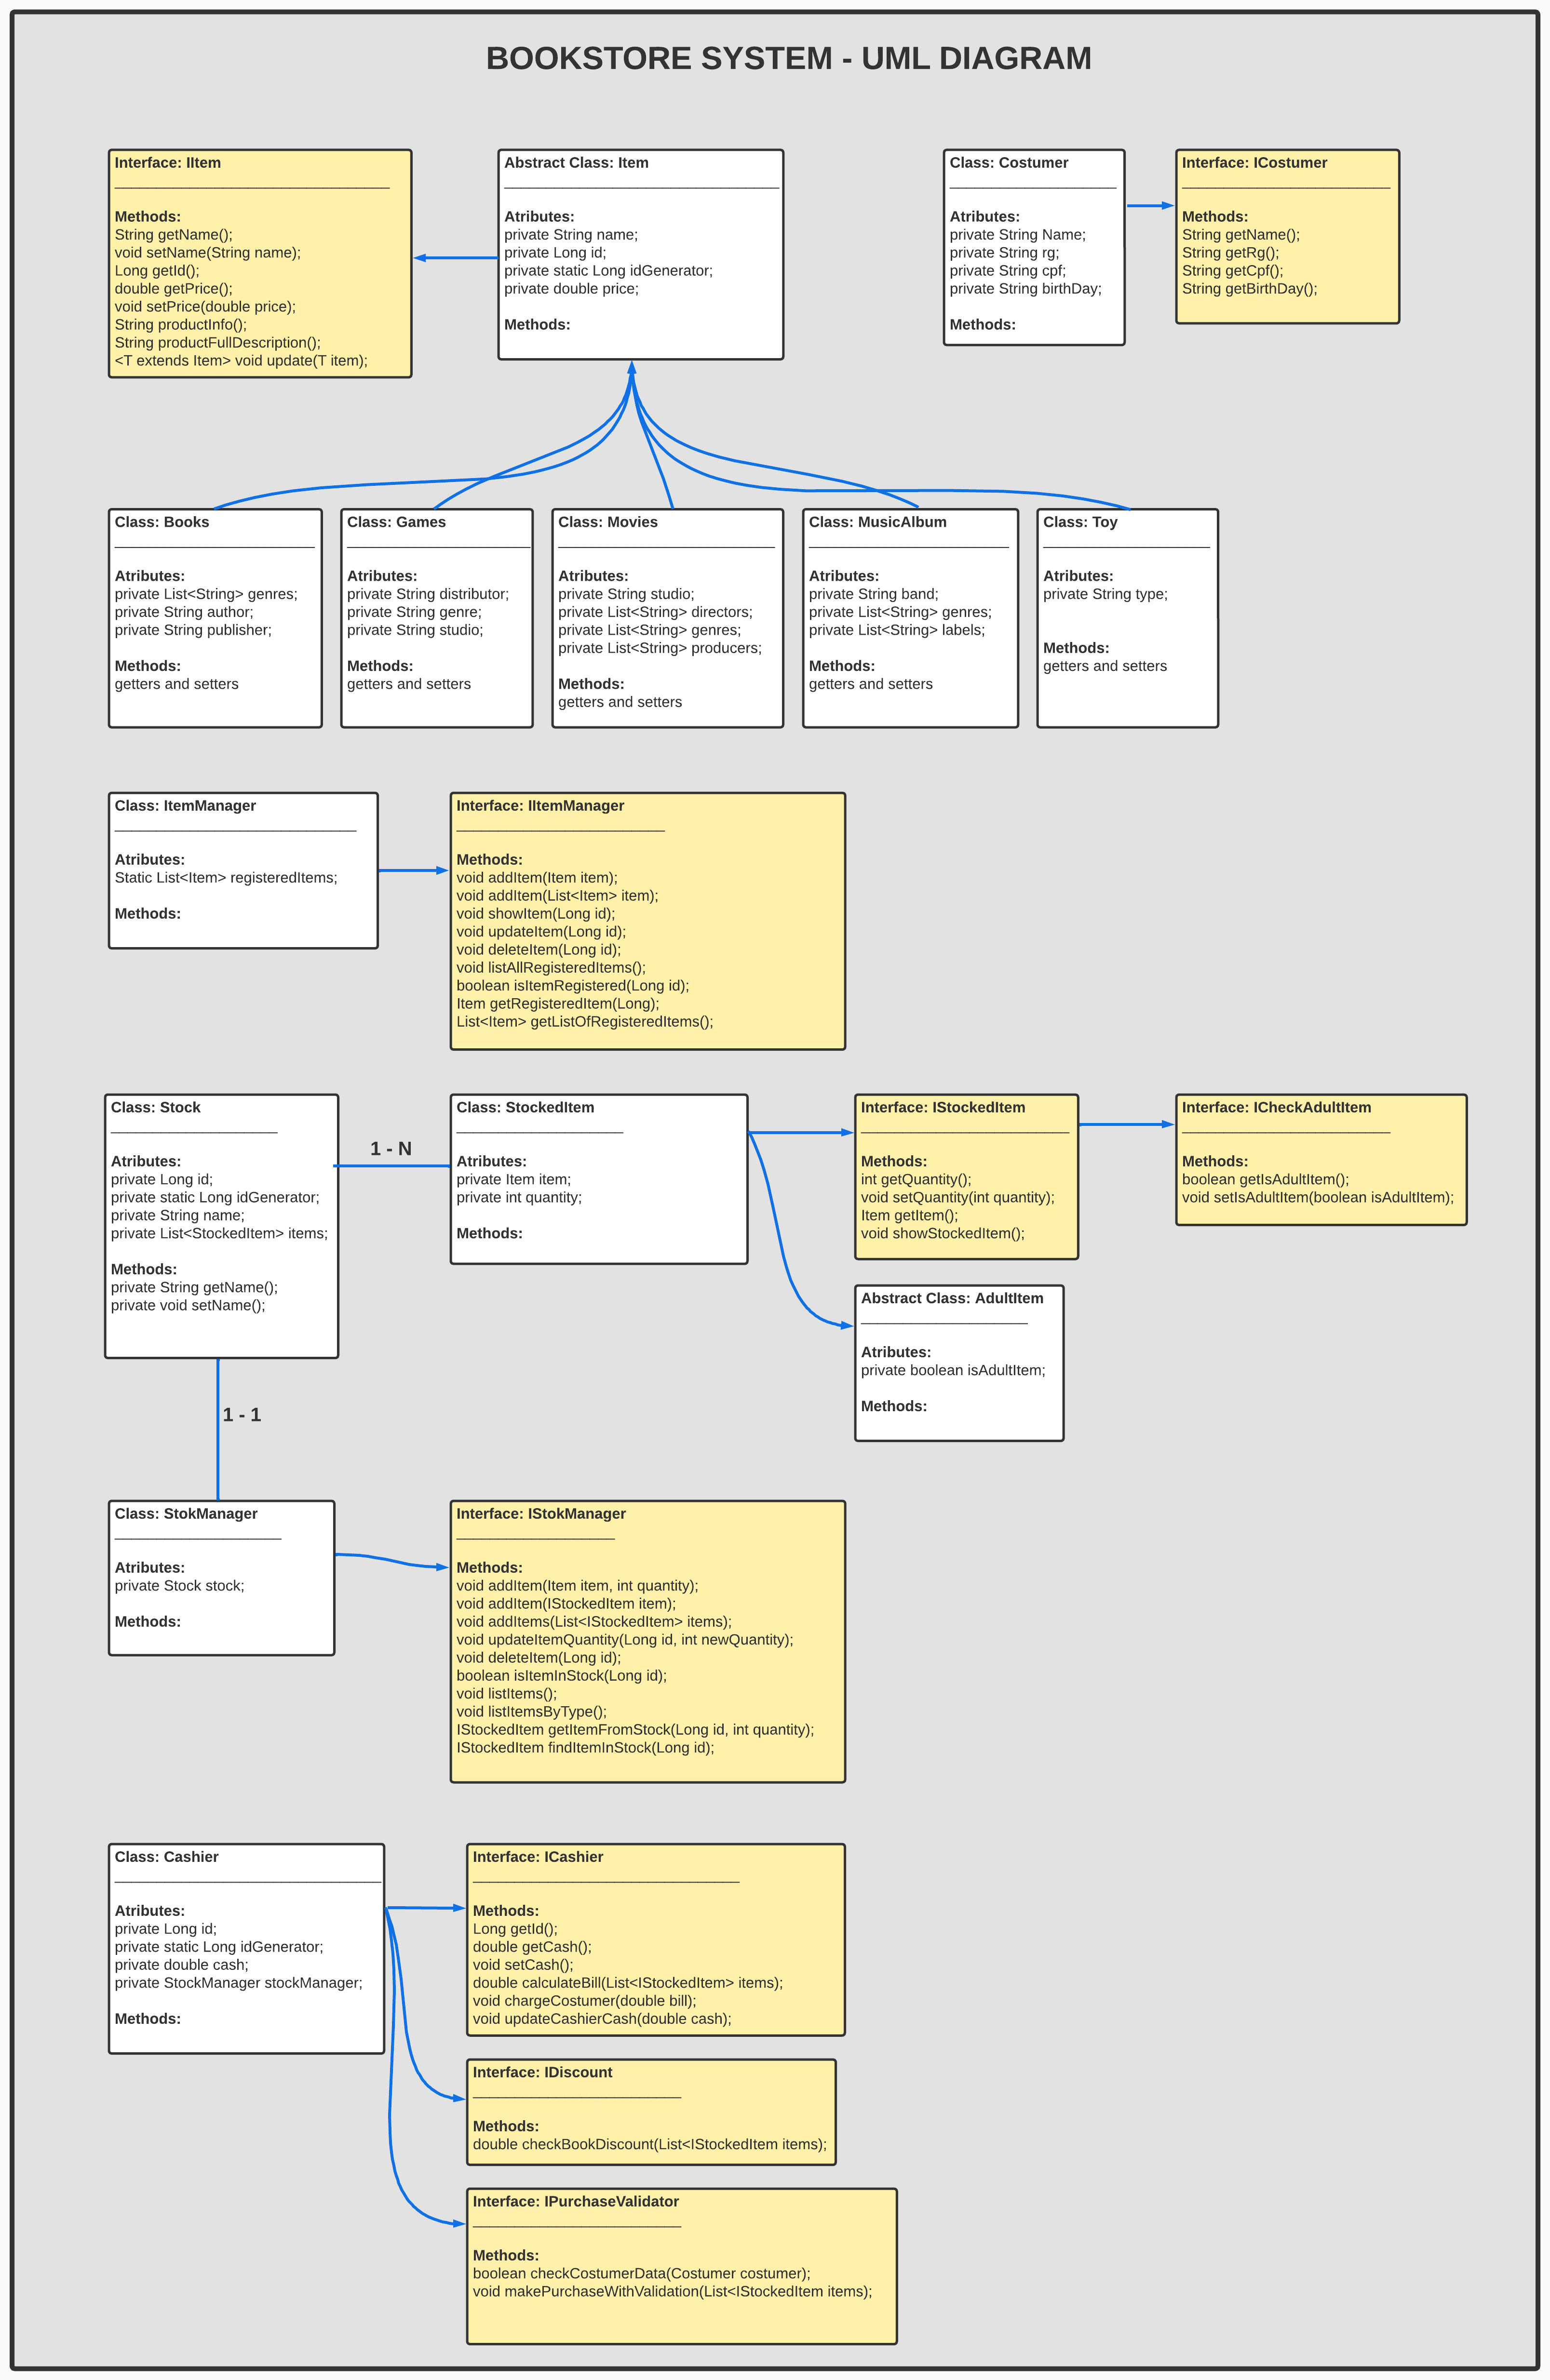 BOOKSTORE SYSTEM - UML DIAGRAM
Interface: IItem
Methods:
String getName();
void setName(String name);
Long getId();
double getPrice();
void setPrice(double price);
String productInfo();
String productFullDescription();
<T extends Item> void update(T item);
Abstract Class: Item
Atributes:
private String name;
private Long id;
private static Long idGenerator;
private double price;
Methods:
Class: Costumer
Atributes:
private String Name;
private String rg;
private String cpf;
private String birthDay;
Methods:
Interface: ICostumer
Methods:
String getName();
String getRg();
String getCpf();
String getBirthDay();
Class: Books
Atributes:
private List<String> genres;
private String author;
private String publisher;
Methods:
getters and setters
Class: Games
Atributes:
private String distributor;
private String genre;
private String studio;
Methods:
getters and setters
Class: Movies
Atributes:
private String studio;
private List<String> directors;
private List<String> genres;
private List<String> producers;
Methods:
getters and setters
Class: MusicAlbum
Atributes:
private String band;
private List<String> genres;
private List<String> labels;
Methods:
getters and setters
Class: Toy
Atributes:
private String type;
Methods:
getters and setters
Class: ItemManager
Atributes:
Static List<Item> registeredItems;
Methods:
Interface: IItemManager
Methods:
void addItem(Item item);
void addItem(List<Item> item);
void showItem(Long id);
void updateItem(Long id);
void deleteItem(Long id);
void listAllRegisteredItems();
boolean isItemRegistered(Long id);
Item getRegisteredItem(Long);
List<Item> getListOfRegisteredItems();
Class: Stock
Atributes:
private Long id;
private static Long idGenerator;
private String name;
private List<StockedItem> items;
Methods:
private String getName();
private void setName();
1 - N
Class: StockedItem
Atributes:
private Item item;
private int quantity;
Methods:
Interface: IStockedItem
Methods:
int getQuantity();
void setQuantity(int quantity);
Item getItem();
void showStockedItem();
Interface: ICheckAdultItem
Methods:
boolean getIsAdultItem();
void setIsAdultItem(boolean isAdultItem);
Abstract Class: AdultItem
Atributes:
private boolean isAdultItem;
Methods:
1 - 1
Class: StokManager
Atributes:
private Stock stock;
Methods:
Interface: IStokManager
Methods:
void addItem(Item item, int quantity);
void addItem(IStockedItem item);
void addItems(List<IStockedItem> items);
void updateItemQuantity(Long id, int newQuantity);
void deleteItem(Long id);
boolean isItemInStock(Long id);
void listItems();
void listItemsByType();
IStockedItem getItemFromStock(Long id, int quantity);
IStockedItem findItemInStock(Long id);
Class: Cashier
Atributes:
private Long id;
private static Long idGenerator;
private double cash;
private StockManager stockManager;
Methods:
Interface: ICashier
Methods:
Long getId();
double getCash();
void setCash();
double calculateBill(List<IStockedItem> items);
void chargeCostumer(double bill);
void updateCashierCash(double cash);
Interface: IDiscount
Methods:
double checkBookDiscount(List<IStockedItem items);
Interface: IPurchaseValidator
Methods:
boolean checkCostumerData(Costumer costumer);
void makePurchaseWithValidation(List<IStockedItem items);